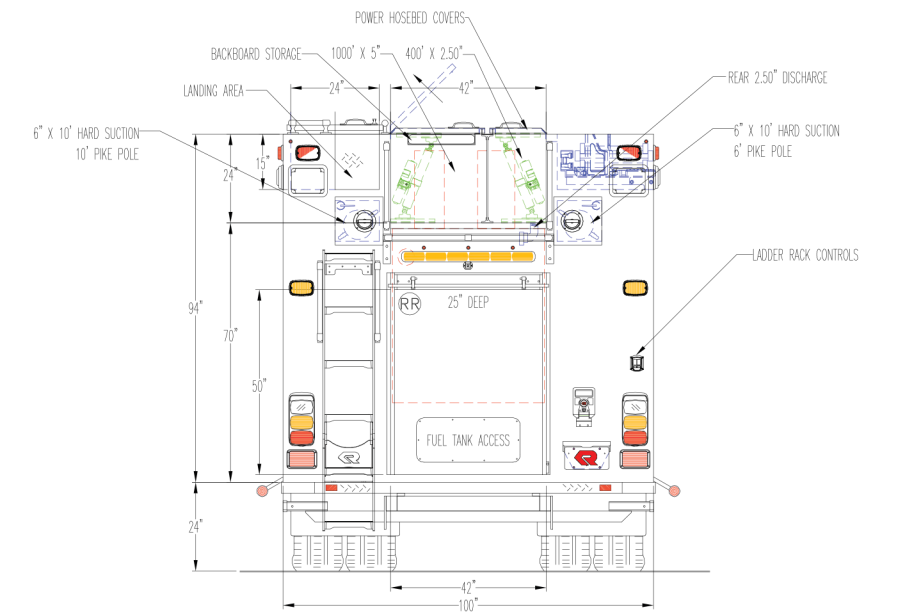 POWER HOSEBED COVERS
BACKBOARD STORAGE
1000' X 5"
400' X 2.50"
REAR 2.50" DISCHARGE
LANDING AREA
24"
42"
6" X 10' HARD SUCTION
10' PIKE POLE
6" X 10' HARD SUCTION
6' PIKE POLE
15"
24"
LADDER RACK CONTROLS
RR
25" DEEP
94"
70"
50"
FUEL TANK ACCESS
R
24"
42"
100"